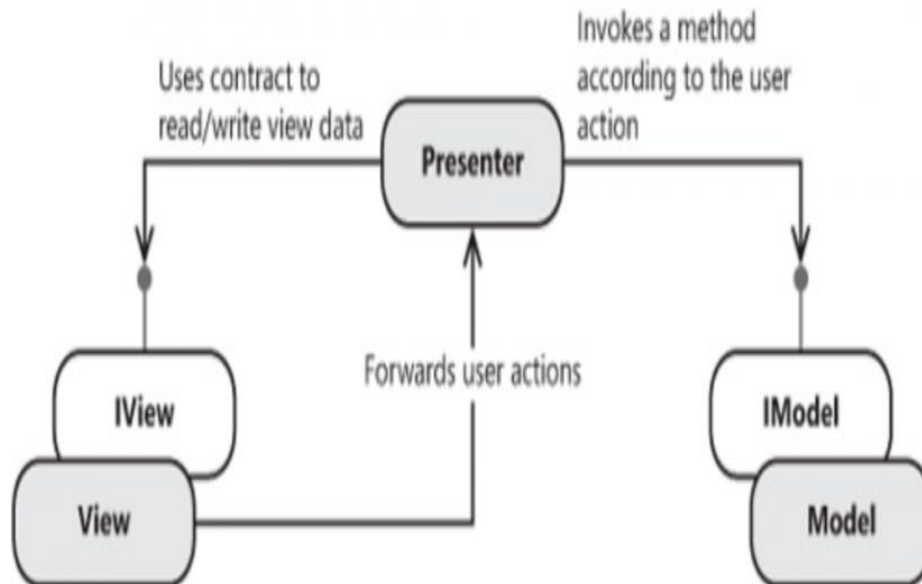 Invokes a method
according to the user
action
Uses contract to
read/write view data
Presenter
Forwards user actions
IView
IModel
View
Model